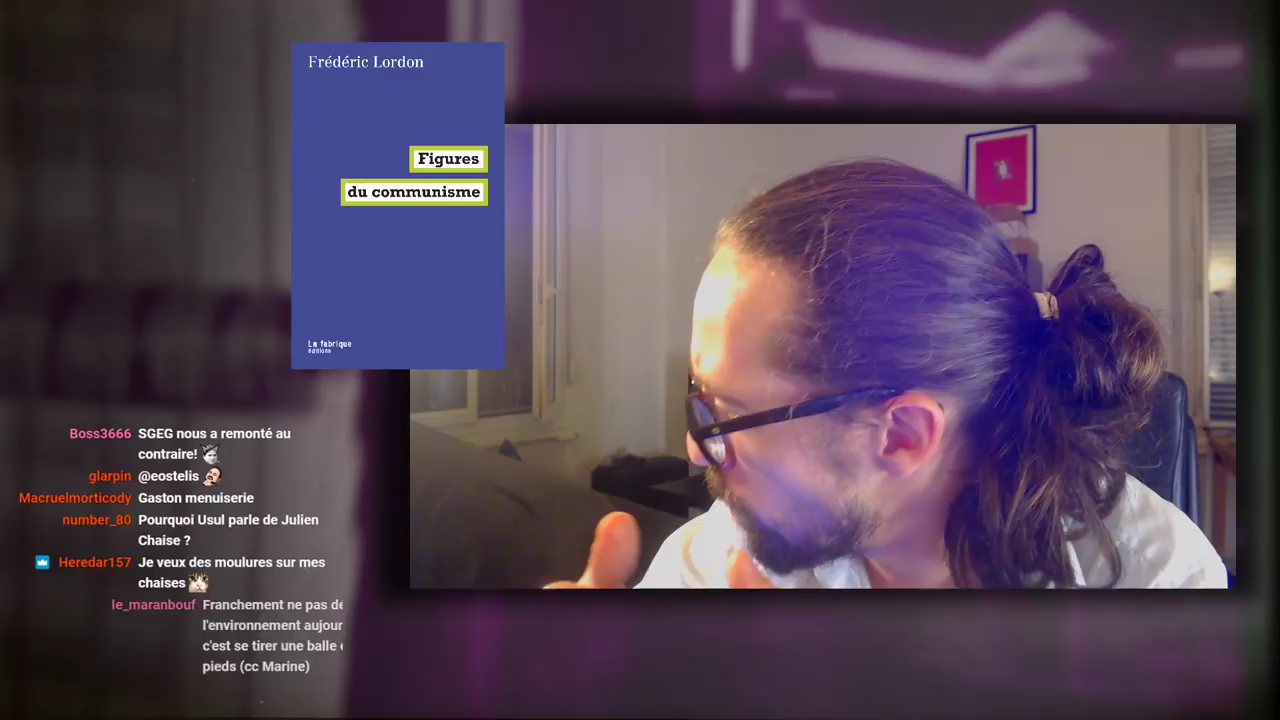 Frédéric Lordon
Figures
du communisme
La fabrique
éditions
Boss3666 SGEG nous a remonté au
contraire!
glarpin @eostelis
Macruelmorticody Gaston menuiserie
number_80 Pourquoi Usul parle de Julien
Chaise ?
Heredar157 Je veux des moulures sur mes
chaises
le_maranbouf Franchement ne pas
l'environnement
c'est se tirer une balle
pieds (cc Marine)